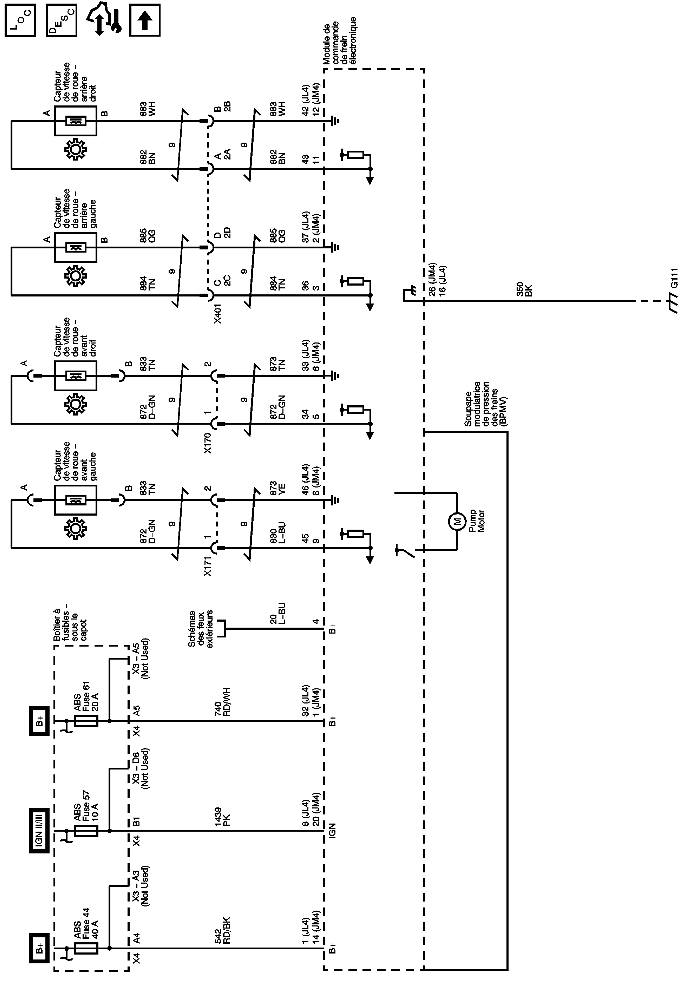 LOC
DESC
Module de
commande
de frein
électronique
Capteur
de vitesse
de roue –
arrière
droit
A
B
883
WH
882
BN
9
B
2B
A
2A
883
WH
882
BN
9
42 (JL4)
12 (JM4)
43
11
Capteur
de vitesse
de roue –
arrière
gauche
A
B
885
OG
884
TN
9
D
2D
C
2C
X401
885
OG
884
TN
9
37 (JL4)
2 (JM4)
36
3
Capteur
de vitesse
de roue –
avant
droit
A
B
833
TN
872
D-GN
9
2
1
X170
873
TN
872
D-GN
9
33 (JL4)
6 (JM4)
34
5
Capteur
de vitesse
de roue –
avant
gauche
A
B
833
TN
872
D-GN
9
2
1
X171
873
YE
830
L-BU
9
46 (JL4)
8 (JM4)
45
9
26 (JM4)
16 (JL4)
350
BK
G111
Soupape
modulatrice
de pression
des freins
(BPMV)
M
Pump
Motor
Schémas
des feux
extérieurs
20
L-BU
4
B+
Boîtier à
fusibles –
sous le
capot
B+
ABS
Fuse 61
20 A
X3 – A5
(Not Used)
A5
X4
740
RD/WH
32 (JL4)
1 (JM4)
B+
IGN II/III
ABS
Fuse 57
10 A
X3 – D6
(Not Used)
B1
X4
1439
PK
6 (JL4)
20 (JM4)
IGN
B+
ABS
Fuse 44
40 A
X3 – A3
(Not Used)
A4
X4
542
RD/BK
1 (JL4)
14 (JM4)
B+